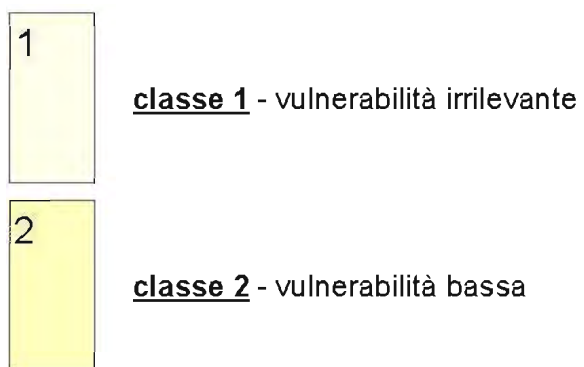 1
classe 1 - vulnerabilità irrilevante
2
classe 2 - vulnerabilità bassa